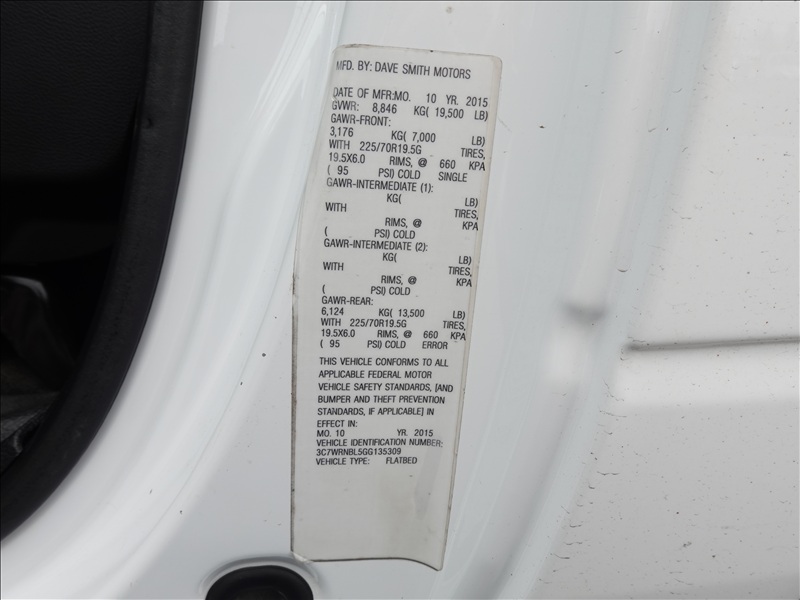 MFD. BY: DAVE SMITH MOTORS
DATE OF MFR:MO. 10 YR. 2015
GVWR: 8,846 KG( 19,500 LB)
GAWR-FRONT:
3,176 KG( 7,000 LB)
WITH 225/70R19.5G TIRES,
19.5X6.0 RIMS, @ 660 KPA
( 95 PSI) COLD SINGLE
GAWR-INTERMEDIATE (1):
KG( LB)
WITH TIRES,
RIMS, @ KPA
( PSI) COLD
GAWR-INTERMEDIATE (2):
KG( LB)
WITH TIRES,
RIMS, @ KPA
( PSI) COLD
GAWR-REAR:
6,124 KG( 13,500 LB)
WITH 225/70R19.5G TIRES,
19.5X6.0 RIMS, @ 660 KPA
( 95 PSI) COLD ERROR
THIS VEHICLE CONFORMS TO ALL
APPLICABLE FEDERAL MOTOR
VEHICLE SAFETY STANDARDS, [AND
BUMPER AND THEFT PREVENTION
STANDARDS, IF APPLICABLE] IN
EFFECT IN:
MO. 10 YR. 2015
VEHICLE IDENTIFICATION NUMBER:
3C7WRNBL5GG135309
VEHICLE TYPE: FLATBED